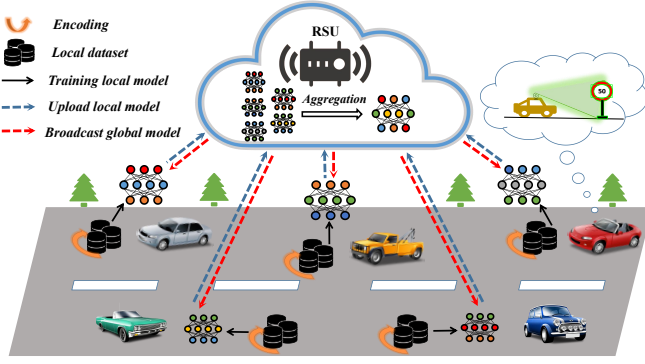 Encoding
Local dataset
Training local model
Upload local model
Broadcast global model
RSU
Aggregation
50